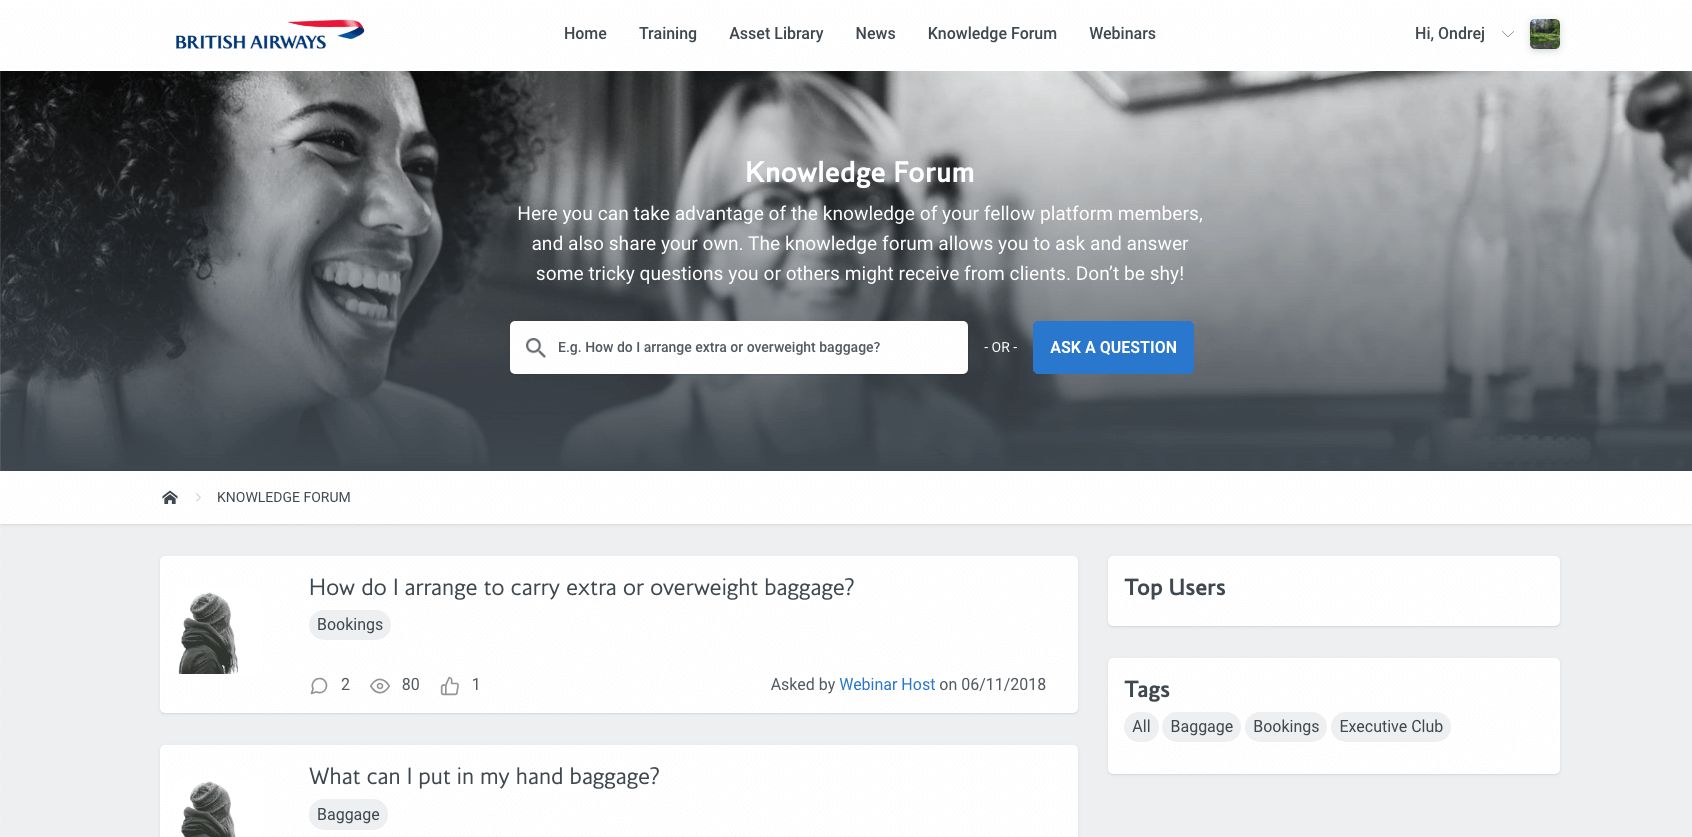 BRITISH AIRWAYS
Home Training Asset Library News Knowledge Forum Webinars
Hi, Ondrej
Knowledge Forum
Here you can take advantage of the knowledge of your fellow platform members,
and also share your own. The knowledge forum allows you to ask and answer
some tricky questions you or others might receive from clients. Don’t be shy!
E.g. How do I arrange extra or overweight baggage?
- OR -
ASK A QUESTION
KNOWLEDGE FORUM
How do I arrange to carry extra or overweight baggage?
Bookings
2 80 1
Asked by Webinar Host on 06/11/2018
What can I put in my hand baggage?
Baggage
Top Users
Tags
All Baggage Bookings Executive Club